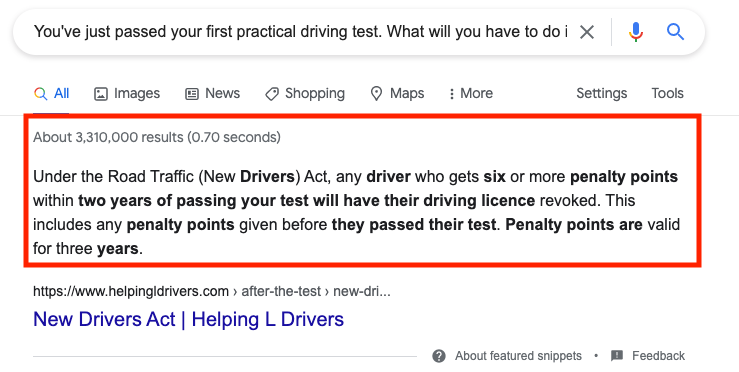 You've just passed your first practical driving test. What will you have to do i
All Images News Shopping Maps More Settings Tools
About 3,310,000 results (0.70 seconds)
Under the Road Traffic (New Drivers) Act, any driver who gets six or more penalty points
within two years of passing your test will have their driving licence revoked. This
includes any penalty points given before they passed their test. Penalty points are valid
for three years.
https://www.helpingldrivers.com › after-the-test › new-dri...
New Drivers Act | Helping L Drivers
About featured snippets • Feedback